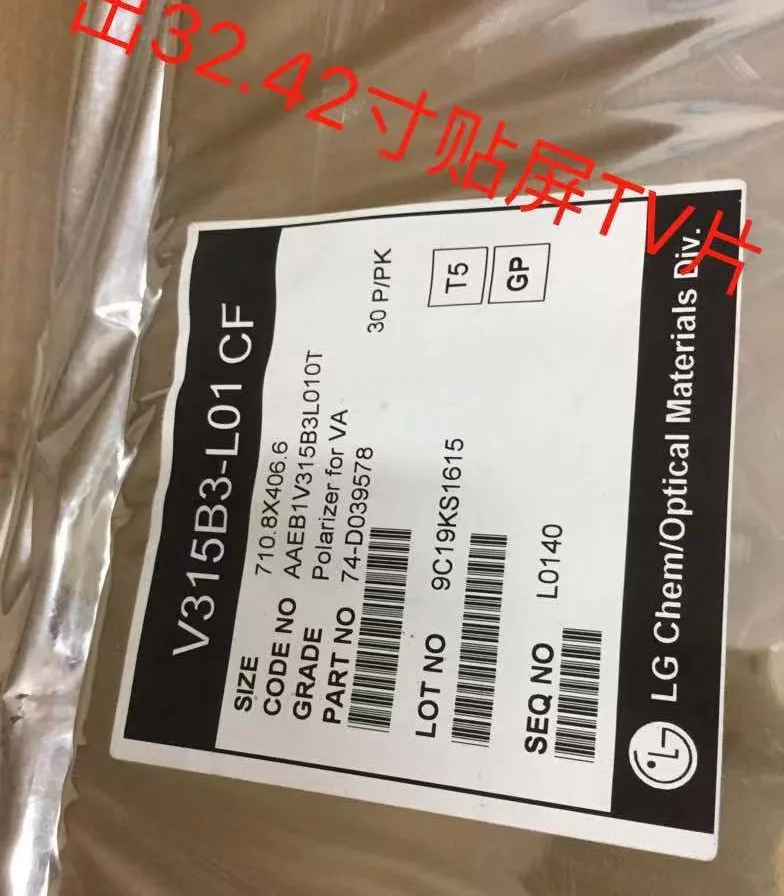 出32.42寸贴屏TV片
V315B3-L01 CF
SIZE 710.8X406.6
CODE NO AAEB1V315B3L010T
GRADE Polarizer for VA
PART NO 74-D039578
30 P/PK
LOT NO 9C19KS1615
T5 GP
SEQ NO L0140
LG LG Chem/Optical Materials Div.